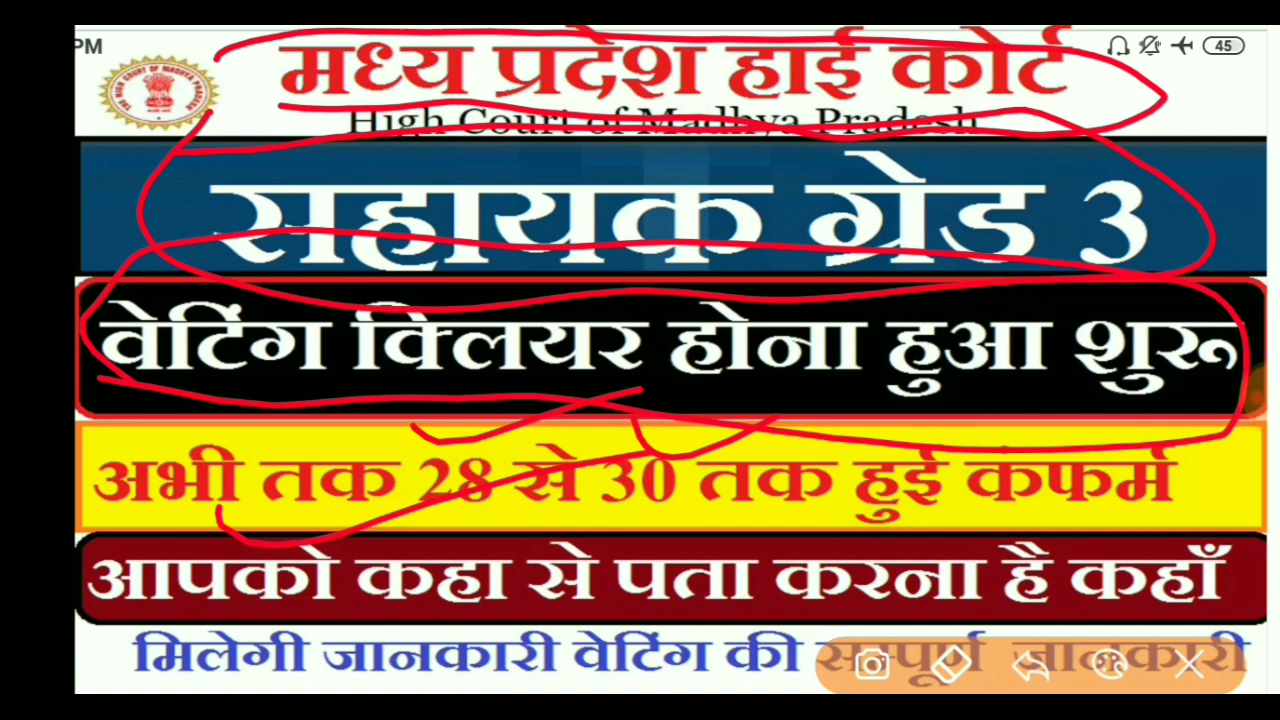 PM
45
मध्य प्रदेश हाई कोर्ट
High Court of Madhya Pradesh
सहायक ग्रेड 3
वेटिंग क्लियर होना हुआ शुरू
अभी तक 28 से 30 तक हुई कंफर्म
आपको कहा से पता करना है कहाँ
मिलेगी जानकारी वेटिंग की सम्पूर्ण जानकारी